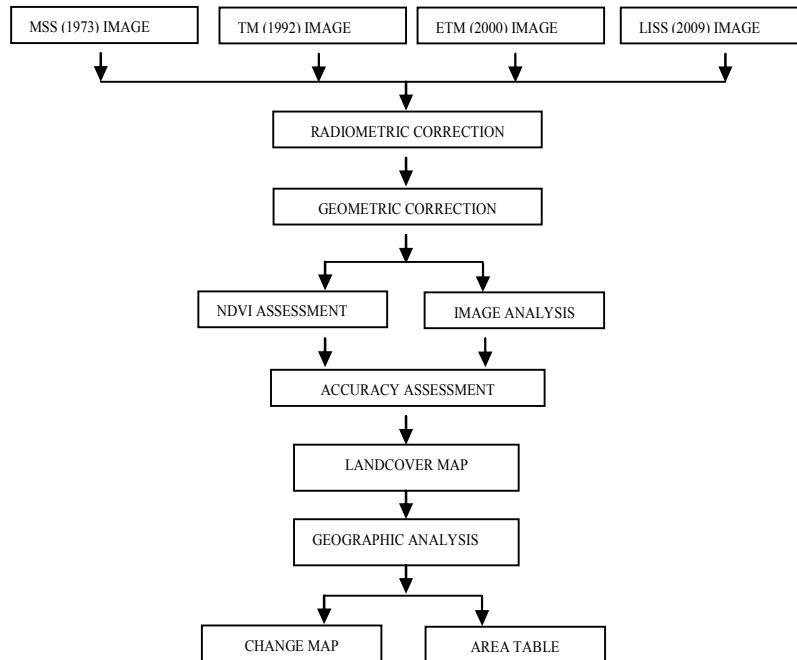 MSS (1973) IMAGE
TM (1992) IMAGE
ETM (2000) IMAGE
LISS (2009) IMAGE
RADIOMETRIC CORRECTION
GEOMETRIC CORRECTION
NDVI ASSESSMENT
IMAGE ANALYSIS
ACCURACY ASSESSMENT
LANDCOVER MAP
GEOGRAPHIC ANALYSIS
CHANGE MAP
AREA TABLE